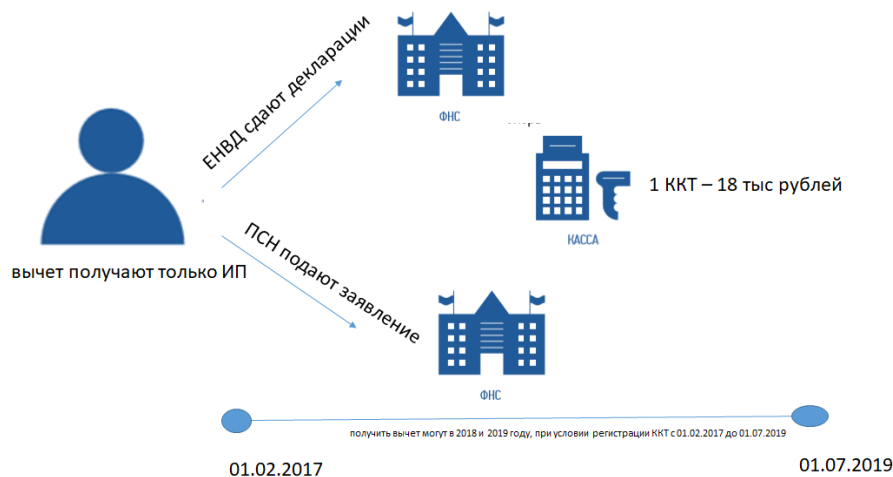 ЕНВД сдают декларации
ФНС
1 ККТ – 18 тыс рублей
КАССА
вычет получают только ИП
ПСН подают заявление
ФНС
получить вычет могут в 2018 и 2019 году, при условии регистрации ККТ с 01.02.2017 до 01.07.2019
01.02.2017
01.07.2019